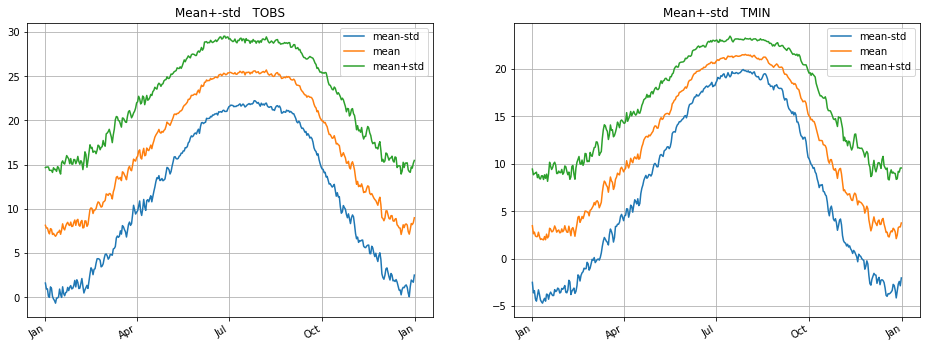 Mean+-std   TOBS
30
25
20
15
10
5
0
Jan
Apr
Jul
Oct
Jan
mean-std
mean
mean+std
Mean+-std   TMIN
20
15
10
5
0
−5
Jan
Apr
Jul
Oct
Jan
mean-std
mean
mean+std